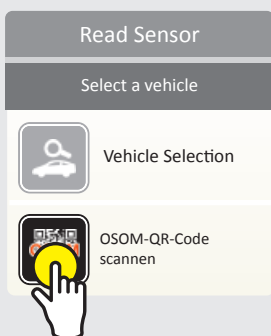 Read Sensor
Select a vehicle
Vehicle Selection
OSOM-QR-Code
scannen